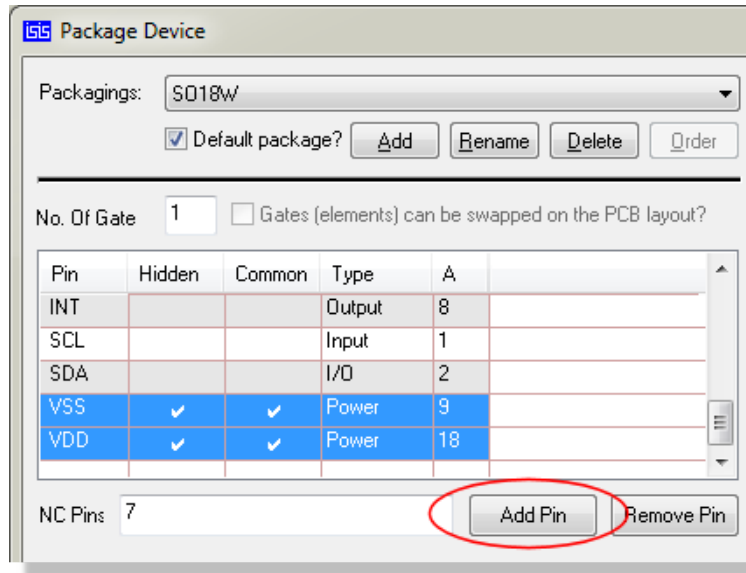 isis Package Device
Packagings: SO18W
Default package? Add Rename Delete Order
No. Of Gate 1 Gates (elements) can be swapped on the PCB layout?
Pin Hidden Common Type A
INT Output 8
SCL Input 1
SDA I/O 2
VSS Power 9
VDD Power 18
NC Pins 7 Add Pin Remove Pin